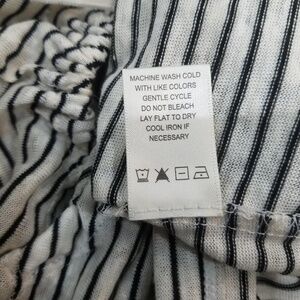 MACHINE WASH COLD
WITH LIKE COLORS
GENTLE CYCLE
DO NOT BLEACH
LAY FLAT TO DRY
COOL IRON IF
NECESSARY